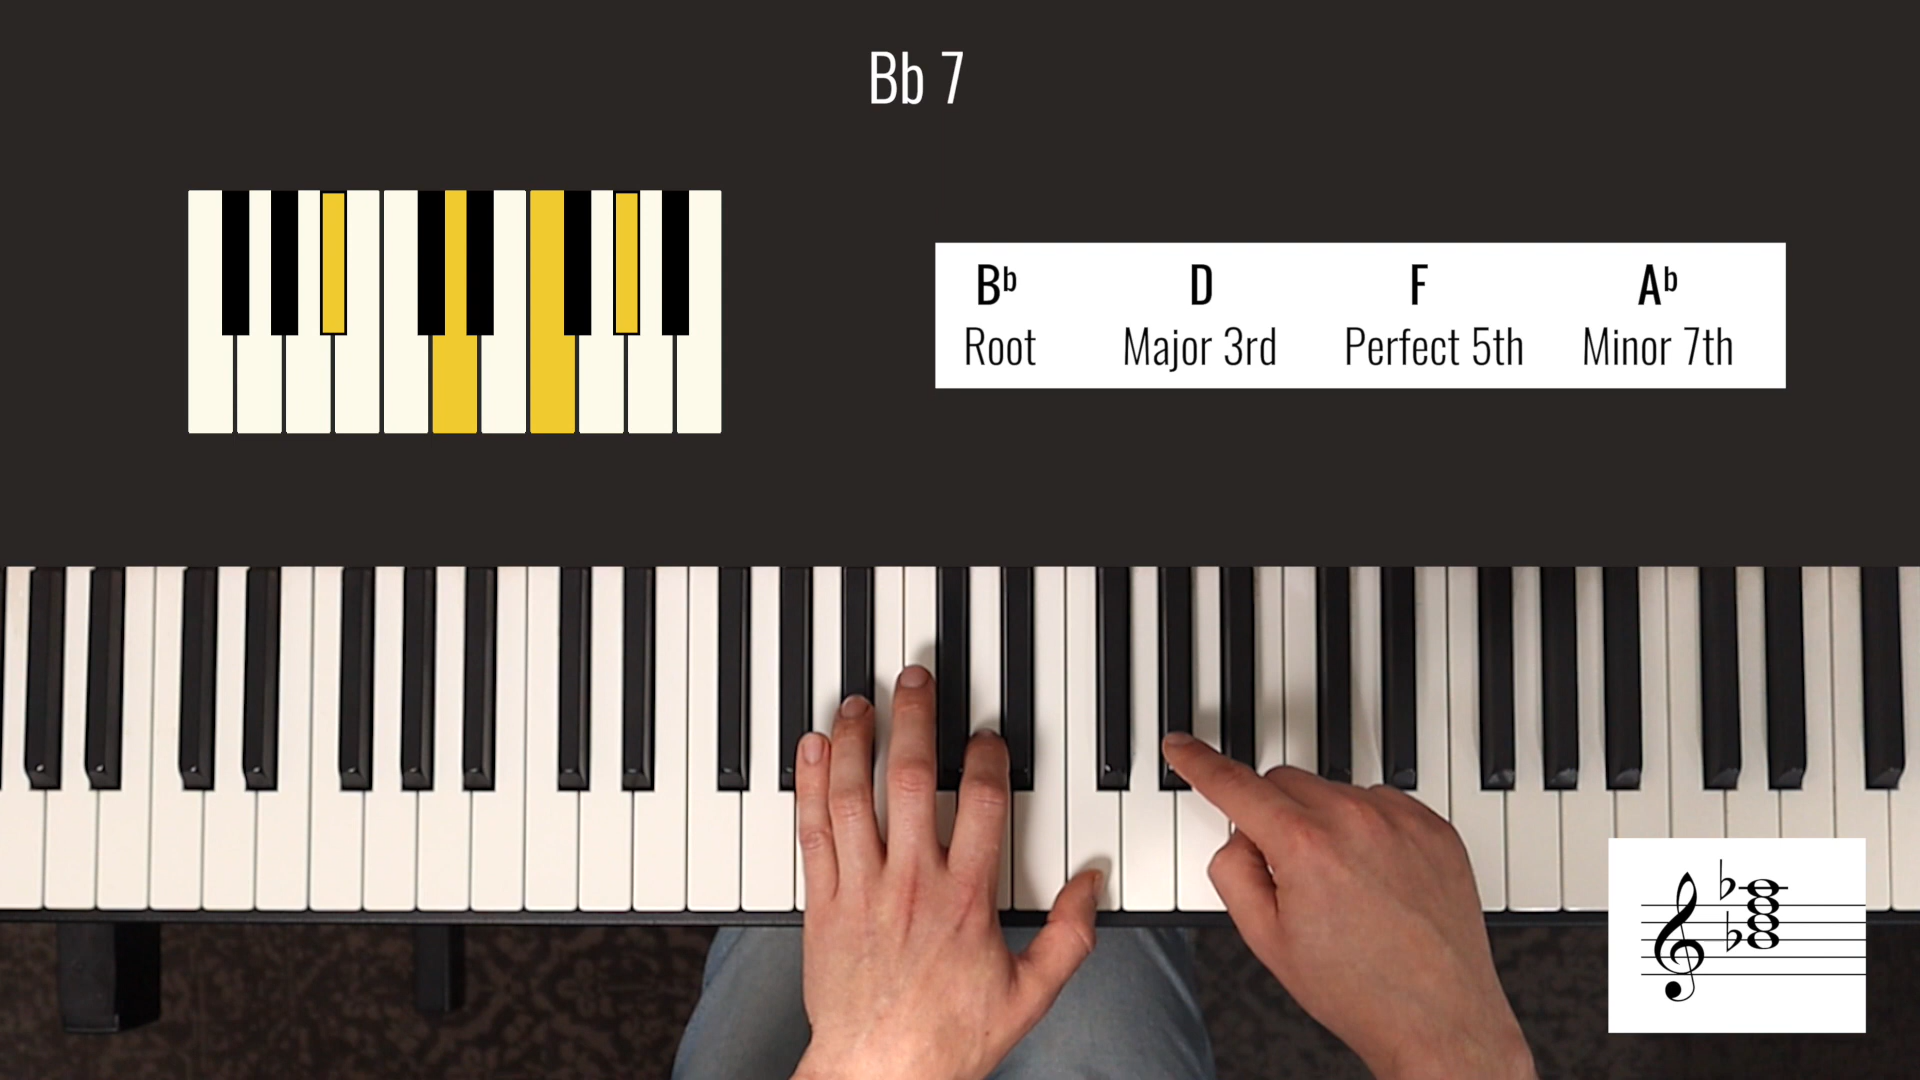 Bb 7
B♭ D F A♭
Root Major 3rd Perfect 5th Minor 7th